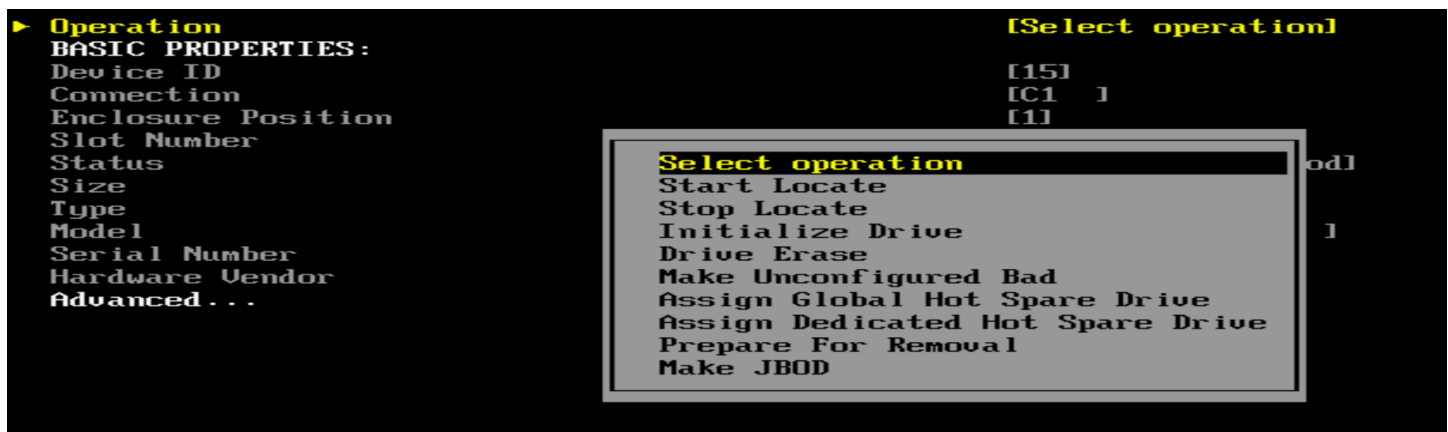 ► Operation [Select operation]
BASIC PROPERTIES:
Device ID [15]
Connection [C1 ]
Enclosure Position [1]
Slot Number
Status od]
Size
Type
Model ]
Serial Number
Hardware Vendor
Advanced...
Select operation
Start Locate
Stop Locate
Initialize Drive
Drive Erase
Make Unconfigured Bad
Assign Global Hot Spare Drive
Assign Dedicated Hot Spare Drive
Prepare For Removal
Make JBOD